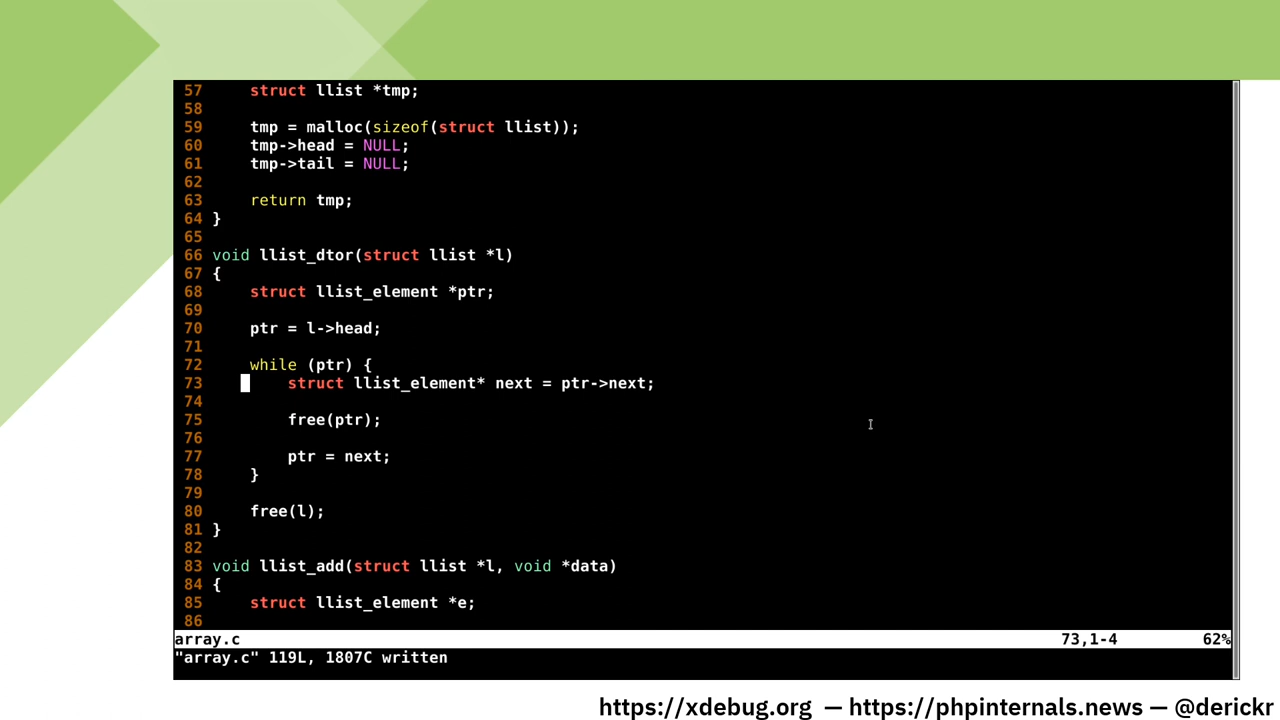 57     struct llist *tmp;
58
59     tmp = malloc(sizeof(struct llist));
60     tmp->head = NULL;
61     tmp->tail = NULL;
62
63     return tmp;
64 }
65
66 void llist_dtor(struct llist *l)
67 {
68     struct llist_element *ptr;
69
70     ptr = l->head;
71
72     while (ptr) {
73         struct llist_element* next = ptr->next;
74
75         free(ptr);
76
77         ptr = next;
78     }
79
80     free(l);
81 }
82
83 void llist_add(struct llist *l, void *data)
84 {
85     struct llist_element *e;
86
array.c 73,1-4 62%
"array.c" 119L, 1807C written
https://xdebug.org — https://phpinternals.news — @derickr